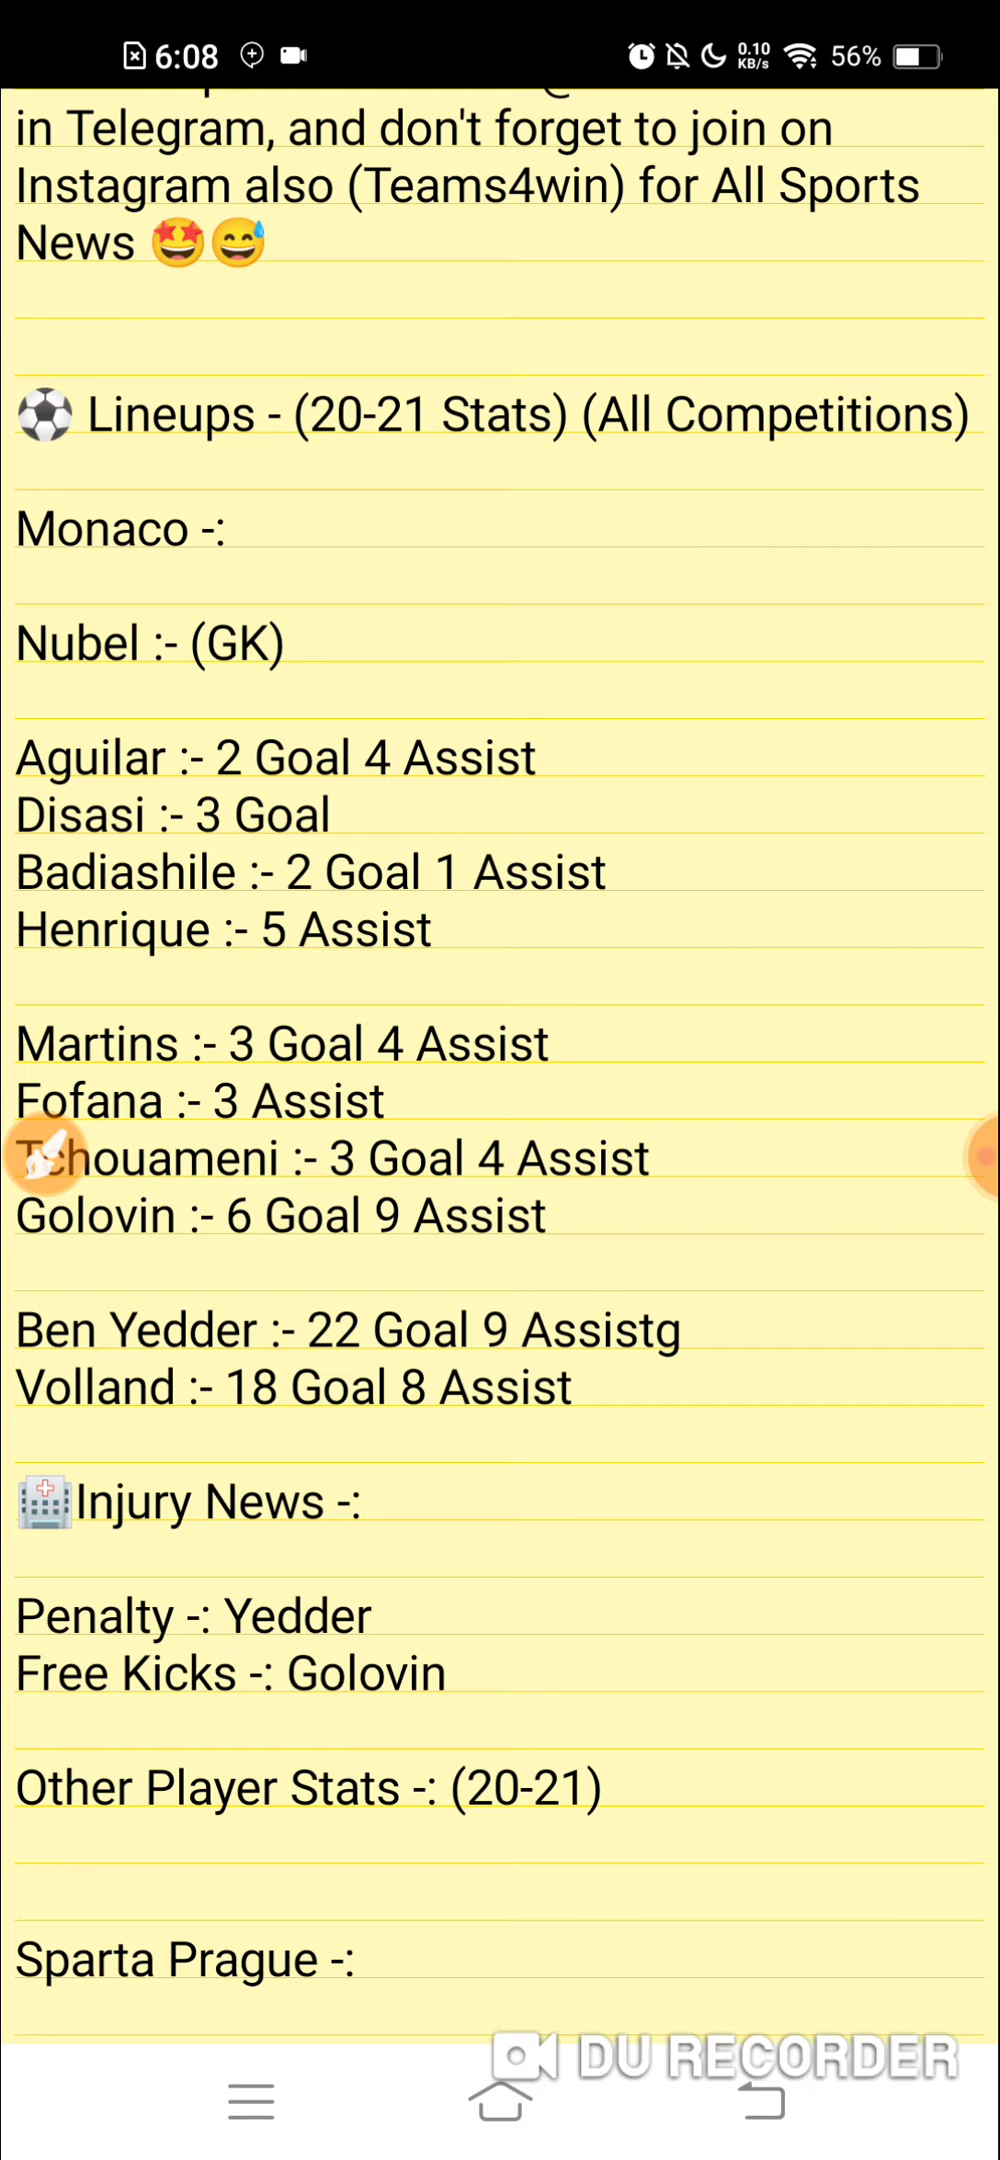 6:08 0.10 KB/s 56%
in Telegram, and don't forget to join on
Instagram also (Teams4win) for All Sports
News 🤩😅
⚽ Lineups - (20-21 Stats) (All Competitions)
Monaco -:
Nubel :- (GK)
Aguilar :- 2 Goal 4 Assist
Disasi :- 3 Goal
Badiashile :- 2 Goal 1 Assist
Henrique :- 5 Assist
Martins :- 3 Goal 4 Assist
Fofana :- 3 Assist
Tchouameni :- 3 Goal 4 Assist
Golovin :- 6 Goal 9 Assist
Ben Yedder :- 22 Goal 9 Assistg
Volland :- 18 Goal 8 Assist
🏥Injury News -:
Penalty -: Yedder
Free Kicks -: Golovin
Other Player Stats -: (20-21)
Sparta Prague -:
DU RECORDER